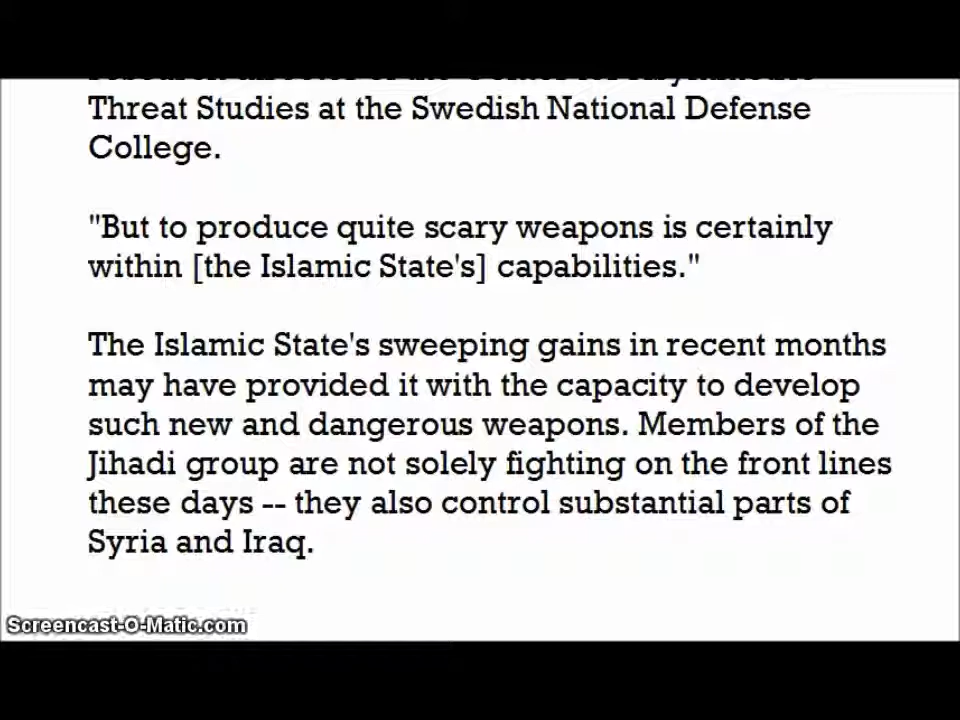 Threat Studies at the Swedish National Defense
College.
"But to produce quite scary weapons is certainly
within [the Islamic State's] capabilities."
The Islamic State's sweeping gains in recent months
may have provided it with the capacity to develop
such new and dangerous weapons. Members of the
Jihadi group are not solely fighting on the front lines
these days -- they also control substantial parts of
Syria and Iraq.
Screencast-O-Matic.com